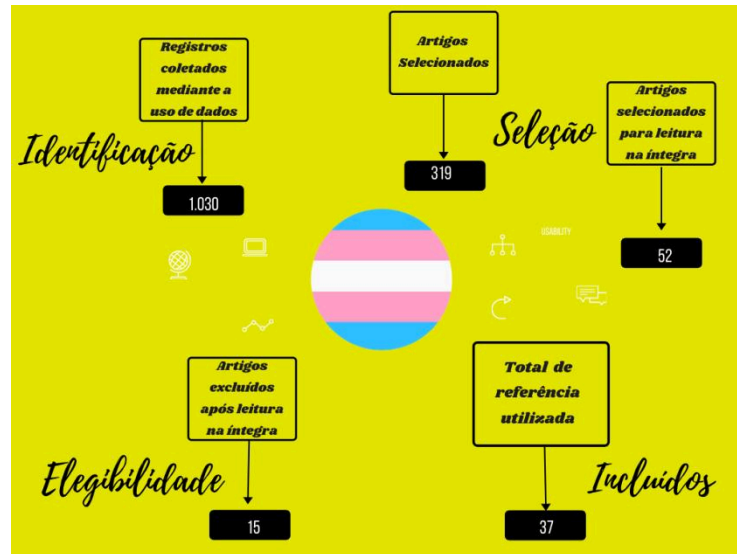 Registros
coletados
mediante a
uso de dados
Identificação
1.030
Artigos
Selecionados
319
Seleção
Artigos
selecionados
para leitura
na íntegra
52
USABILITY
Artigos
excluídos
após leitura
na íntegra
Elegibilidade
15
Total de
referência
utilizada
Incluídos
37